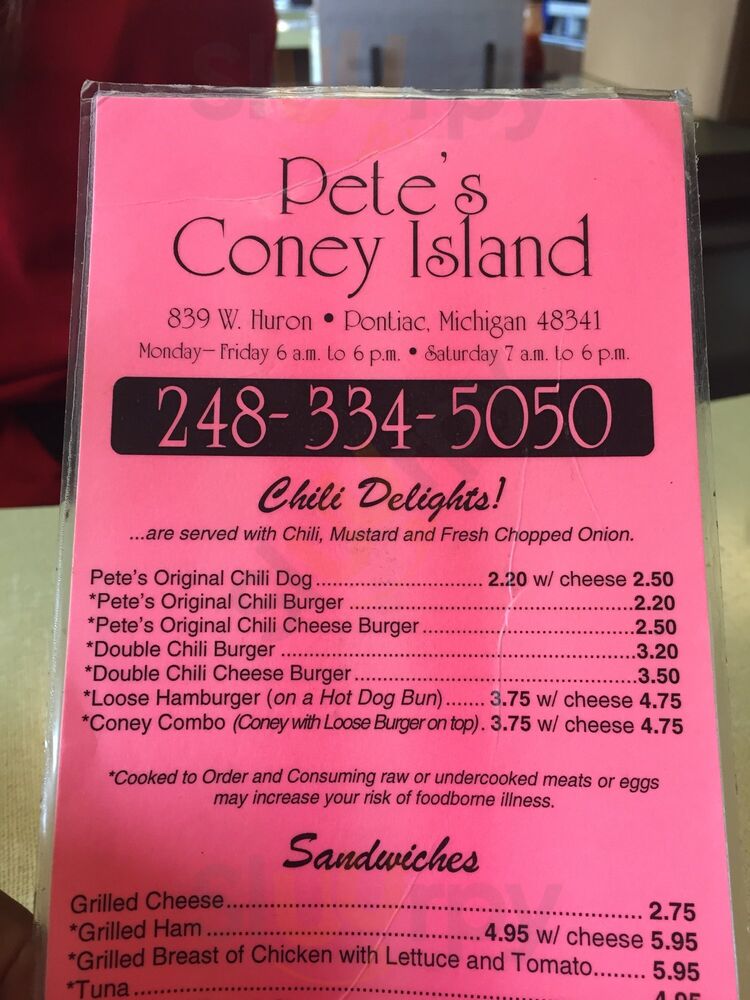 Pete's
Coney Island
839 W. Huron • Pontiac, Michigan 48341
Monday— Friday 6 a.m. to 6 p.m. • Saturday 7 a.m. to 6 p.m.
248-334-5050
Chili Delights!
...are served with Chili, Mustard and Fresh Chopped Onion.
Pete's Original Chili Dog............................ 2.20 w/ cheese 2.50
*Pete's Original Chili Burger ................................................2.20
*Pete's Original Chili Cheese Burger...................................2.50
*Double Chili Burger ...........................................................3.20
*Double Chili Cheese Burger...............................................3.50
*Loose Hamburger (on a Hot Dog Bun)....... 3.75 w/ cheese 4.75
*Coney Combo (Coney with Loose Burger on top). 3.75 w/ cheese 4.75
*Cooked to Order and Consuming raw or undercooked meats or eggs
may increase your risk of foodborne illness.
Sandwiches
Grilled Cheese..................................................................... 2.75
*Grilled Ham .............................................4.95 w/ cheese 5.95
*Grilled Breast of Chicken with Lettuce and Tomato........ 5.95
*Tuna .................................................................................. 4.95